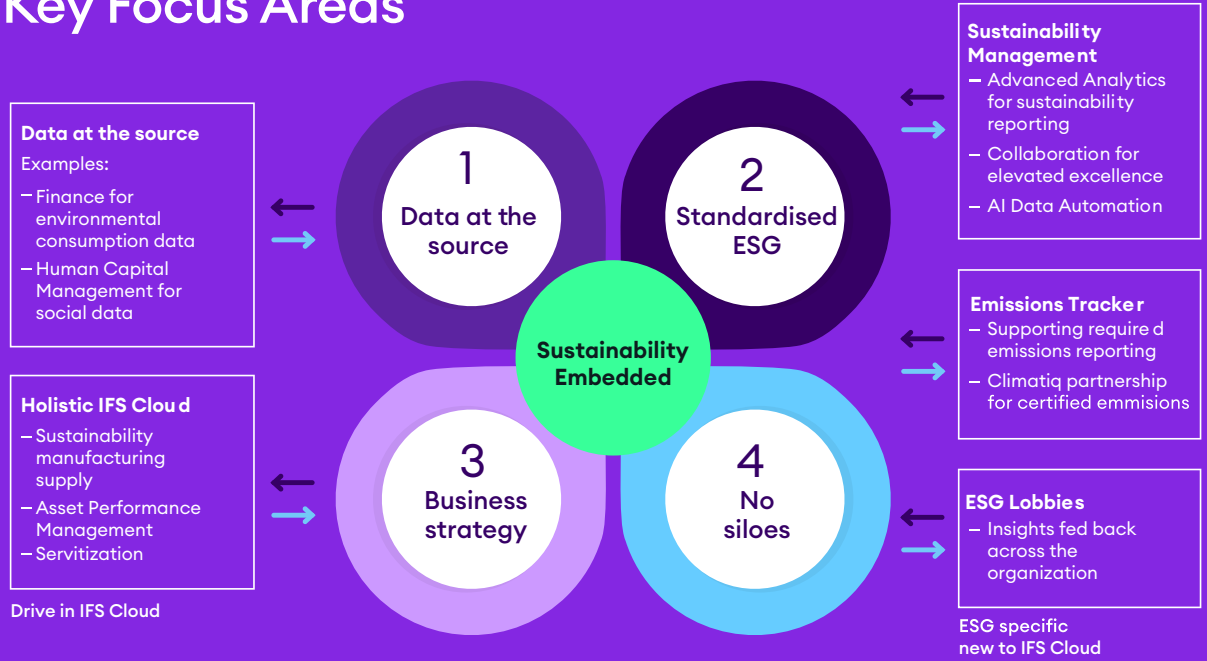 Key Focus Areas
Data at the source
Examples:
– Finance for
environmental
consumption data
– Human Capital
Management for
social data
Holistic IFS Cloud
– Sustainability
manufacturing
supply
– Asset Performance
Management
– Servitization
Drive in IFS Cloud
1
Data at the
source
2
Standardised
ESG
Sustainability
Embedded
3
Business
strategy
4
No
siloes
Sustainability
Management
– Advanced Analytics
for sustainability
reporting
– Collaboration for
elevated excellence
– AI Data Automation
Emissions Tracker
– Supporting required
emissions reporting
– Climatiq partnership
for certified emmisions
ESG Lobbies
– Insights fed back
across the
organization
ESG specific
new to IFS Cloud